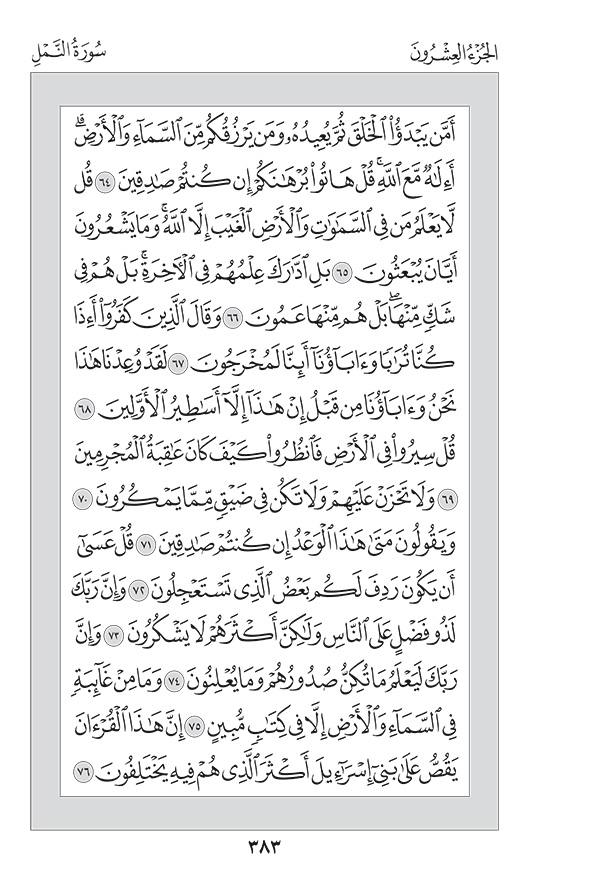 الجُزْءُ العِشْرُونَ
سُورَةُ النَّمْلِ
أَمَّن يَبْدَؤُا۟ ٱلْخَلْقَ ثُمَّ يُعِيدُهُۥ وَمَن يَرْزُقُكُم مِّنَ ٱلسَّمَآءِ وَٱلْأَرْضِ ۗ
أَءِلَٰهٌ مَّعَ ٱللَّهِ ۚ قُلْ هَاتُوا۟ بُرْهَٰنَكُمْ إِن كُنتُمْ صَٰدِقِينَ ٦٤ قُل
لَّا يَعْلَمُ مَن فِى ٱلسَّمَٰوَٰتِ وَٱلْأَرْضِ ٱلْغَيْبَ إِلَّا ٱللَّهُ ۚ وَمَا يَشْعُرُونَ
أَيَّانَ يُبْعَثُونَ ٦٥ بَلِ ٱدَّٰرَكَ عِلْمُهُمْ فِى ٱلْءَاخِرَةِ ۚ بَلْ هُمْ فِى
شَكٍّ مِّنْهَا ۖ بَلْ هُم مِّنْهَا عَمُونَ ٦٦ وَقَالَ ٱلَّذِينَ كَفَرُوٓا۟ أَءِذَا
كُنَّا تُرَٰبًا وَءَابَآؤُنَآ أَئِنَّا لَمُخْرَجُونَ ٦٧ لَقَدْ وُعِدْنَا هَٰذَا
نَحْنُ وَءَابَآؤُنَا مِن قَبْلُ إِنْ هَٰذَآ إِلَّآ أَسَٰطِيرُ ٱلْأَوَّلِينَ ٦٨
قُلْ سِيرُوا۟ فِى ٱلْأَرْضِ فَٱنظُرُوا۟ كَيْفَ كَانَ عَٰقِبَةُ ٱلْمُجْرِمِينَ
٦٩ وَلَا تَحْزَنْ عَلَيْهِمْ وَلَا تَكُن فِى ضَيْقٍ مِّمَّا يَمْكُرُونَ ٧٠
وَيَقُولُونَ مَتَىٰ هَٰذَا ٱلْوَعْدُ إِن كُنتُمْ صَٰدِقِينَ ٧١ قُلْ عَسَىٰٓ
أَن يَكُونَ رَدِفَ لَكُم بَعْضُ ٱلَّذِى تَسْتَعْجِلُونَ ٧٢ وَإِنَّ رَبَّكَ
لَذُو فَضْلٍ عَلَى ٱلنَّاسِ وَلَٰكِنَّ أَكْثَرَهُمْ لَا يَشْكُرُونَ ٧٣ وَإِنَّ
رَبَّكَ لَيَعْلَمُ مَا تُكِنُّ صُدُورُهُمْ وَمَا يُعْلِنُونَ ٧٤ وَمَا مِنْ غَآئِبَةٍ
فِى ٱلسَّمَآءِ وَٱلْأَرْضِ إِلَّا فِى كِتَٰبٍ مُّبِينٍ ٧٥ إِنَّ هَٰذَا ٱلْقُرْءَانَ
يَقُصُّ عَلَىٰ بَنِىٓ إِسْرَٰٓءِيلَ أَكْثَرَ ٱلَّذِى هُمْ فِيهِ يَخْتَلِفُونَ ٧٦
٣٨٣